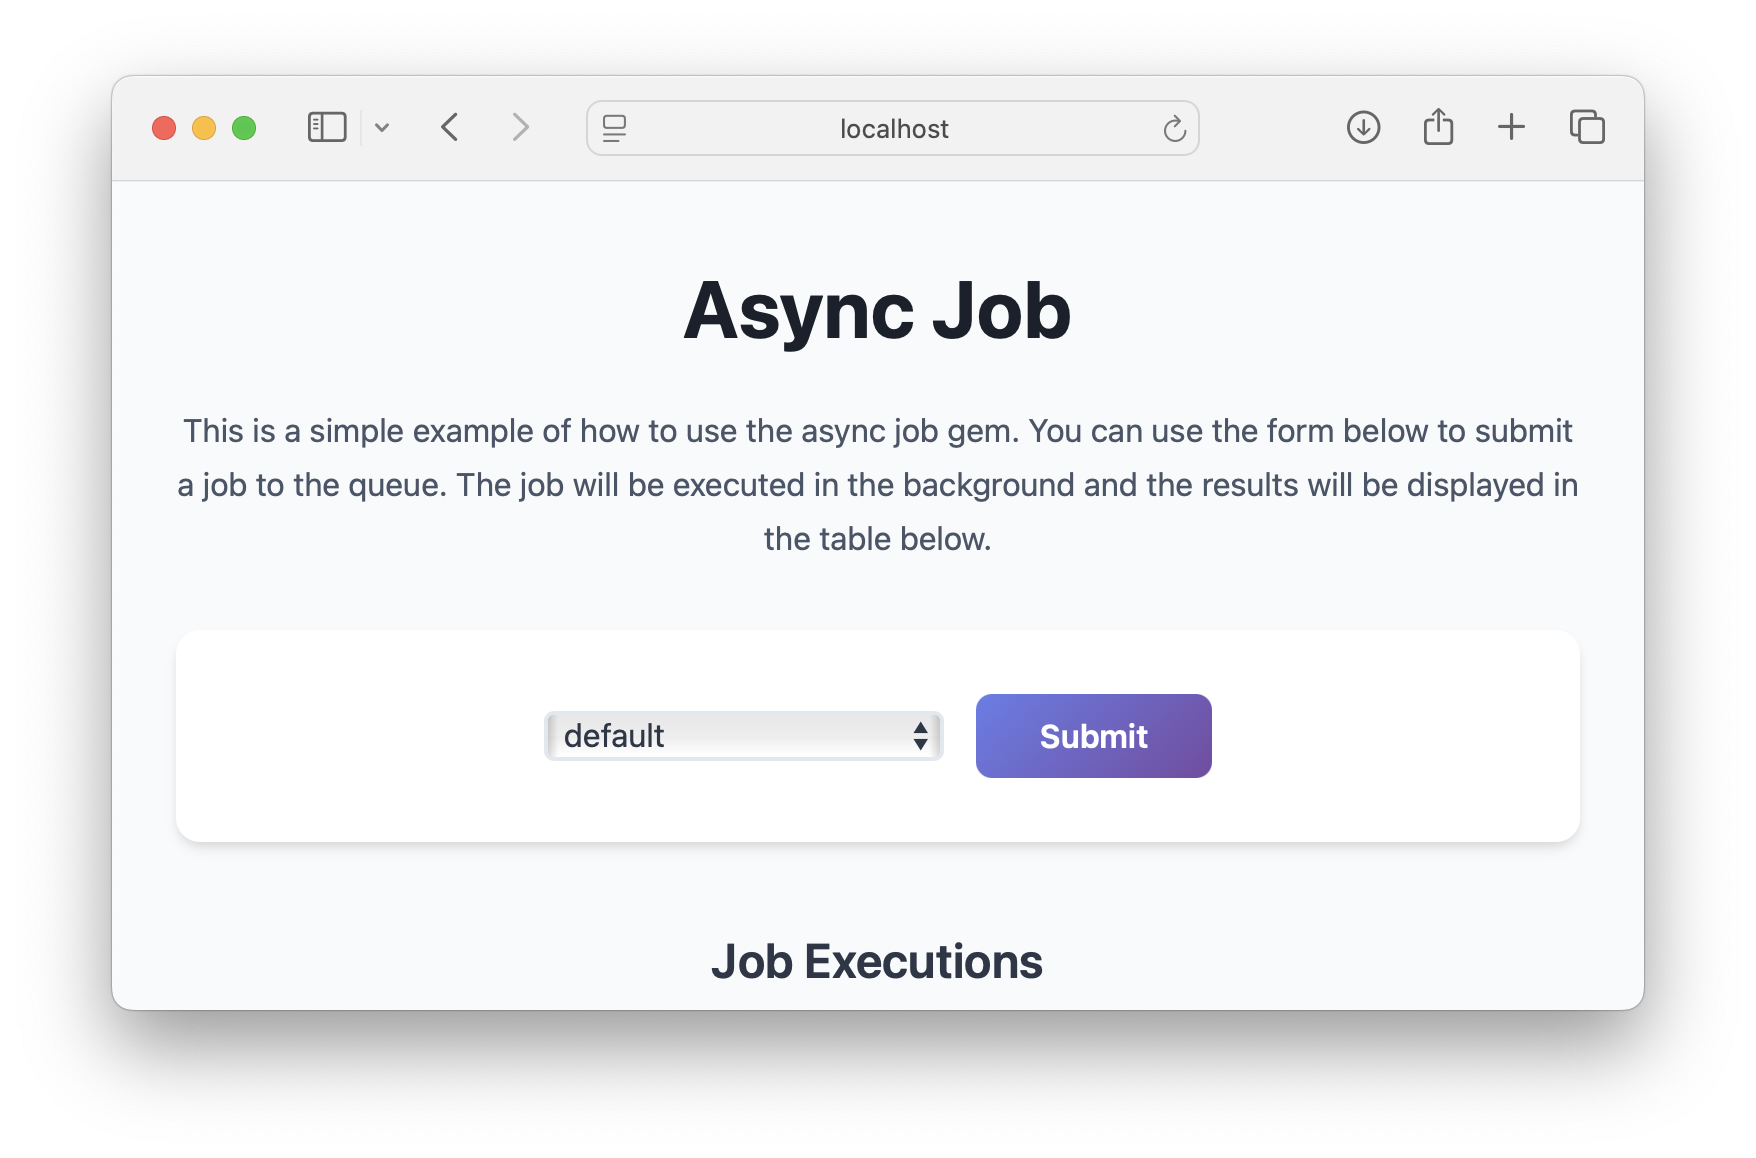 localhost
Async Job
This is a simple example of how to use the async job gem. You can use the form below to submit
a job to the queue. The job will be executed in the background and the results will be displayed in
the table below.
default
Submit
Job Executions